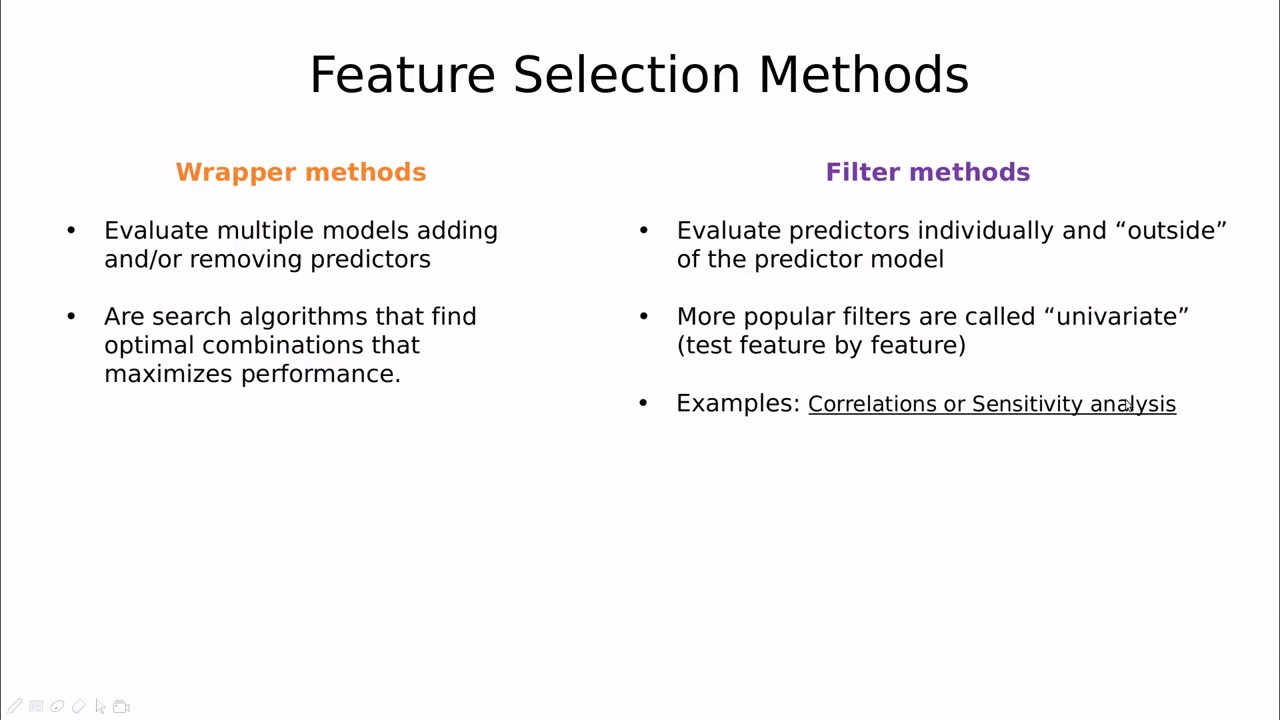 Feature Selection Methods
Wrapper methods
• Evaluate multiple models adding
and/or removing predictors
• Are search algorithms that find
optimal combinations that
maximizes performance.
Filter methods
• Evaluate predictors individually and “outside”
of the predictor model
• More popular filters are called “univariate”
(test feature by feature)
• Examples: Correlations or Sensitivity analysis